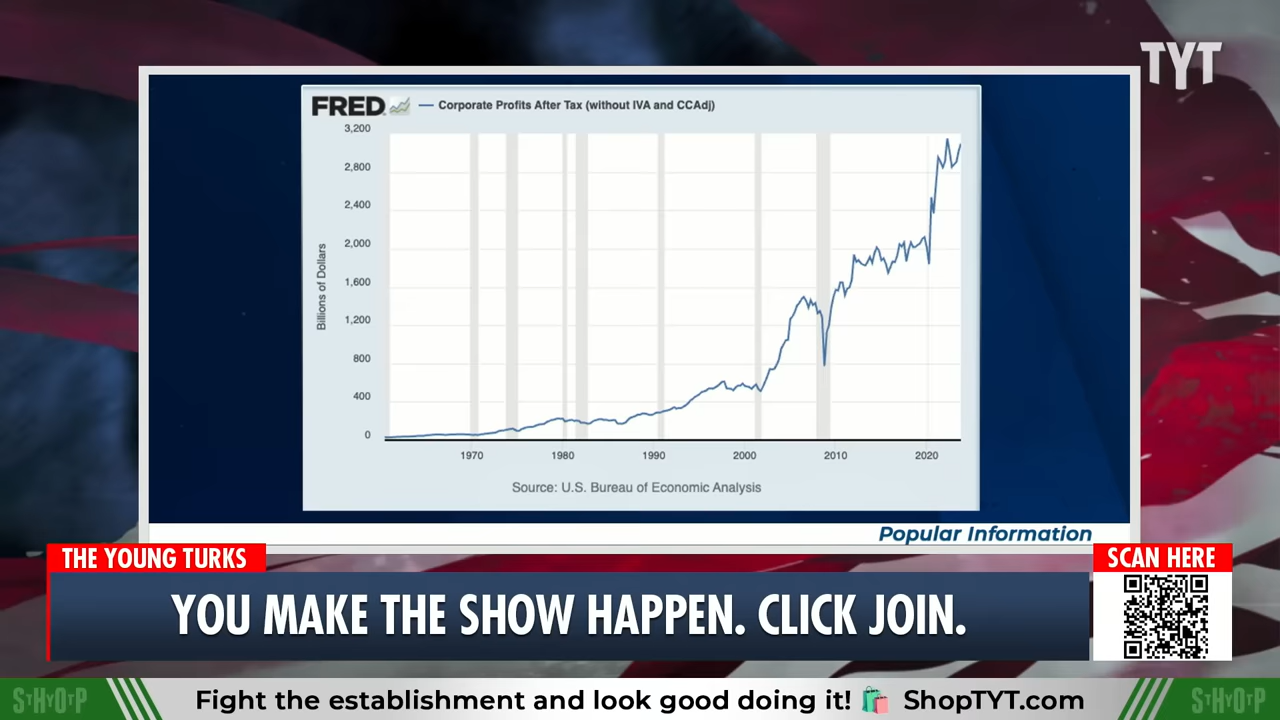 TYT
FRED
Corporate Profits After Tax (without IVA and CCAdj)
3,200
2,800
2,400
2,000
1,600
1,200
800
400
0
Billions of Dollars
1970
1980
1990
2000
2010
2020
Source: U.S. Bureau of Economic Analysis
Popular Information
THE YOUNG TURKS
SCAN HERE
YOU MAKE THE SHOW HAPPEN. CLICK JOIN.
Fight the establishment and look good doing it! 🛍️ ShopTYT.com